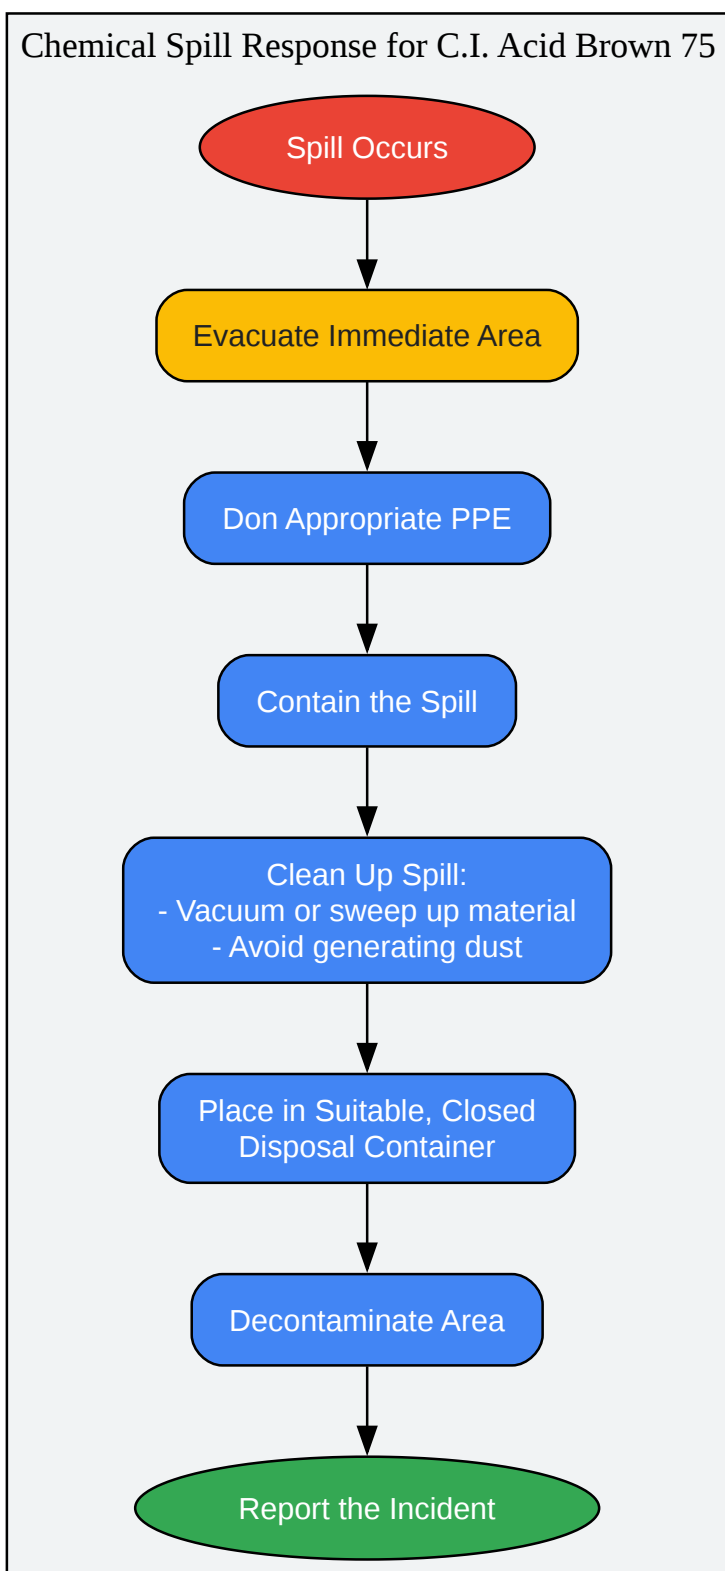 Chemical Spill Response for C.I. Acid Brown 75
Spill Occurs
Evacuate Immediate Area
Don Appropriate PPE
Contain the Spill
Clean Up Spill:
- Vacuum or sweep up material
- Avoid generating dust
Place in Suitable, Closed
Disposal Container
Decontaminate Area
Report the Incident